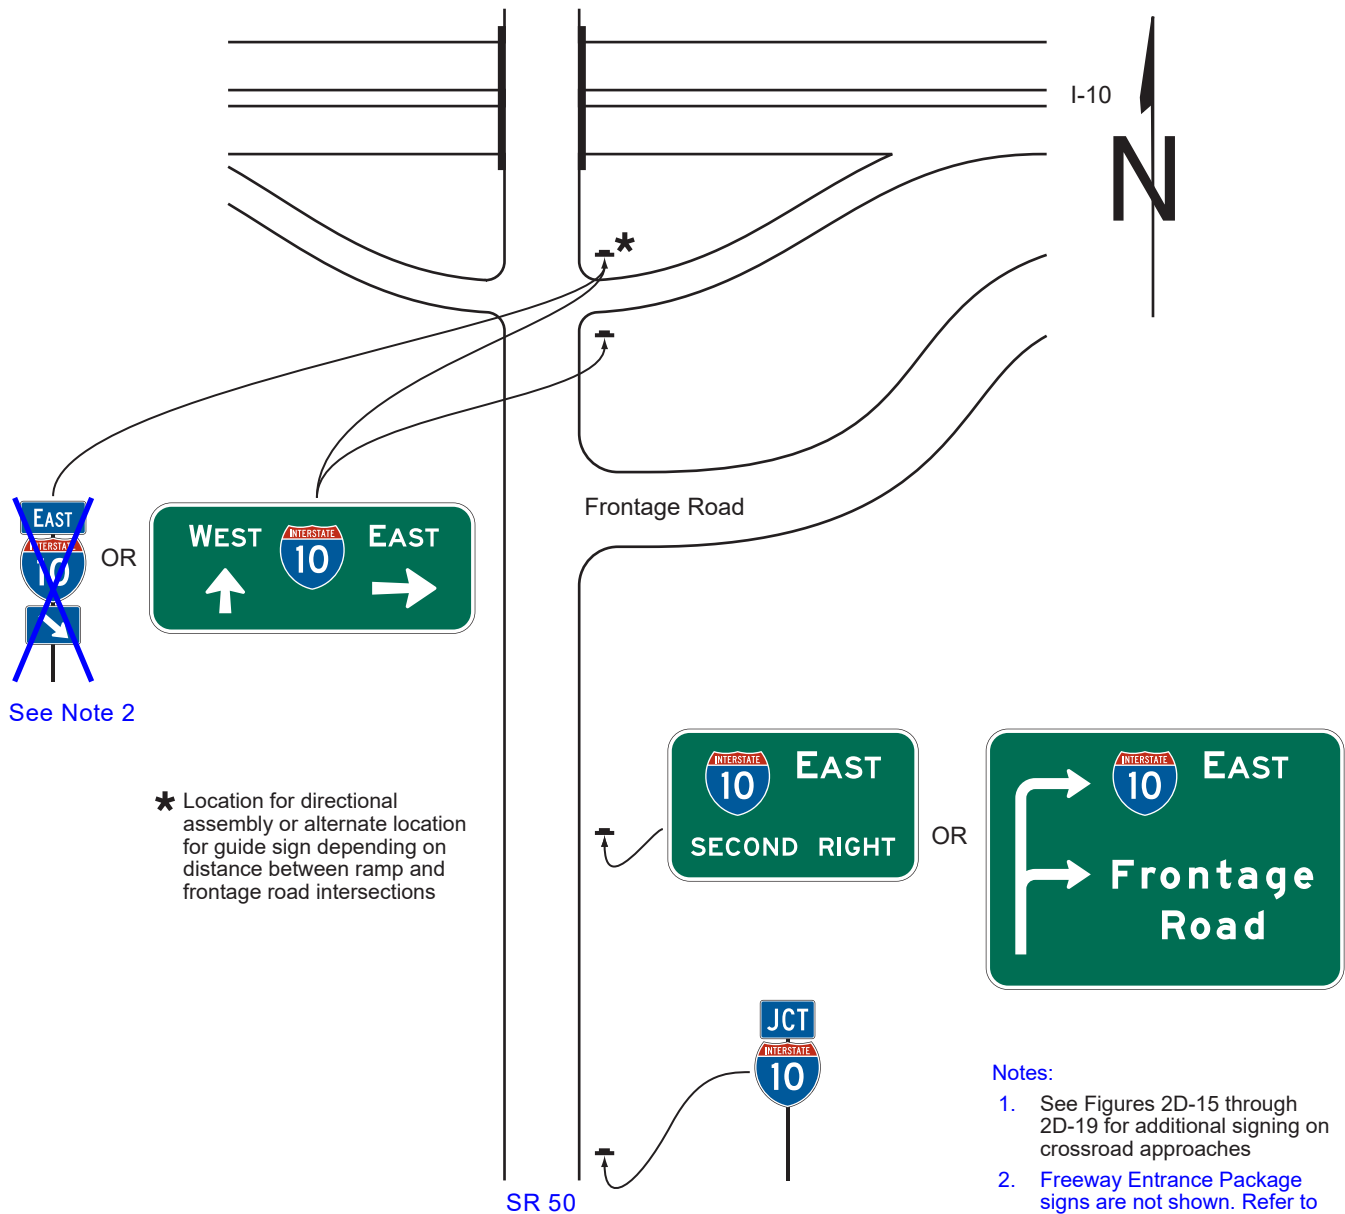 I-10
N
EAST
INTERSTATE
10
OR
WEST
INTERSTATE
10
EAST
See Note 2
Frontage Road
* Location for directional
assembly or alternate location
for guide sign depending on
distance between ramp and
frontage road intersections
INTERSTATE
10
EAST
SECOND RIGHT
OR
INTERSTATE
10
EAST
Frontage
Road
JCT
INTERSTATE
10
SR 50
Notes:
1. See Figures 2D-15 through
2D-19 for additional signing on
crossroad approaches
2. Freeway Entrance Package
signs are not shown. Refer to